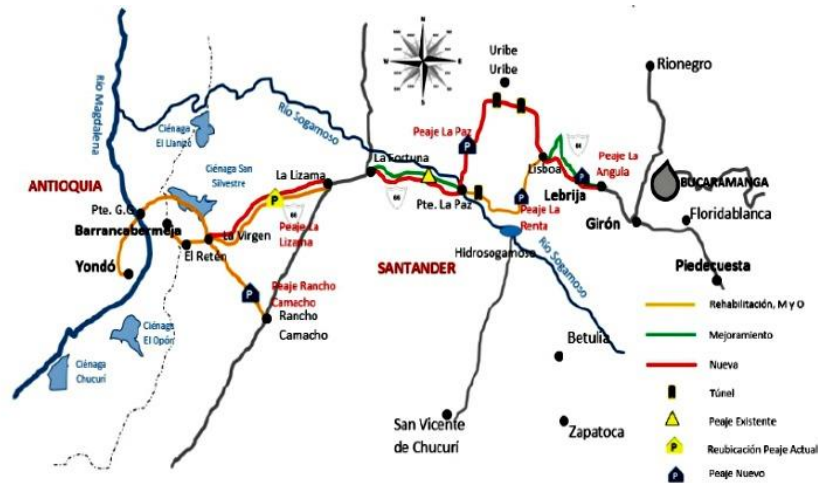 Uribe
Uribe
Rionegro
Río Magdalena
Río Sogamoso
Peaje La Paz
Ciénaga
El Llanito
La Fortuna
Lisboa
Peaje La
Angula
Ciénaga San
Silvestre
La Lizama
ANTIOQUIA
Lebrija
BUCARAMANGA
Pte. La Paz
Pte. G.G
Peaje La
Renta
Girón
Floridablanca
Barrancabermeja
La Virgen
Peaje La
Lizama
El Retén
Hidrosogamoso
Río Sogamoso
Yondó
SANTANDER
Piedecuesta
Peaje Rancho
Camacho
Rancho
Camacho
Ciénaga
El Opón
Betulia
Ciénaga
Chucurí
San Vicente
de Chucurí
Zapatoca
Rehabilitación, M y O
Mejoramiento
Nueva
Túnel
Peaje Existente
P Reubicación Peaje Actual
P Peaje Nuevo